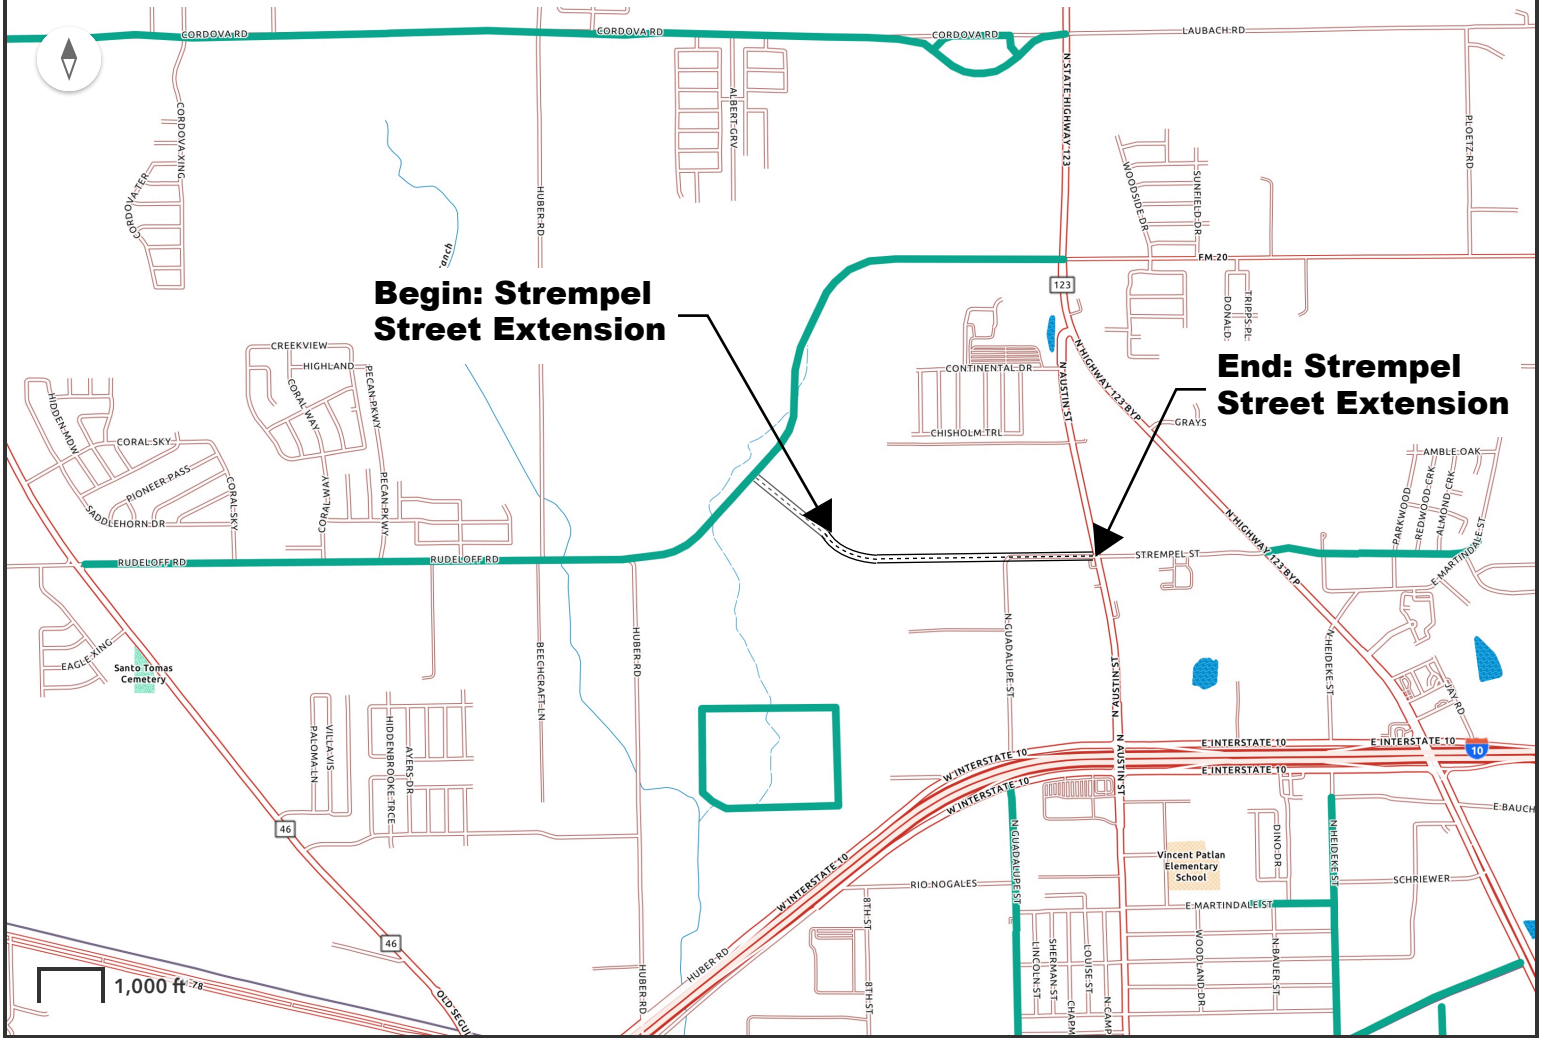 CORDOVA RD
CORDOVA RD
CORDOVA RD
LAUBACH RD
N STATE HIGHWAY 123
CORDOVA XING
ALBERT GRV
PLOETZ RD
CORDOVA TER
HUBER RD
WOODSIDE DR
SUNFIELD DR
anch
FM 20
123
Begin: Strempel
Street Extension
DONALD
TRIPPS PL
CREEKVIEW
HIGHLAND
CORAL WAY
PECAN PKWY
CONTINENTAL DR
N AUSTIN ST
N HIGHWAY 123 BYP
End: Strempel
Street Extension
GRAYS
CHISHOLM TRL
HIDDEN MDW
CORAL SKY
PIONEER PASS
SADDLEHORN DR
CORAL SKY
CORAL WAY
PECAN PKWY
AMBLE OAK
PARKWOOD
REDWOOD CRK
ALMOND CRK
N HIGHWAY 123 BYP
E MARTINDALE ST
RUDELOFF RD
RUDELOFF RD
STREMPEL ST
EAGLE XING
Santo Tomas
Cemetery
BEECHCRAFT LN
HUBER RD
N GUADALUPE ST
N AUSTIN ST
N HEIDEKE ST
JAY RD
PALOMA LN
VILLA VIS
HIDDENBROOKE TRCE
AYERS DR
W INTERSTATE 10
W INTERSTATE 10
N AUSTIN ST
E INTERSTATE 10
E INTERSTATE 10
E INTERSTATE 10
10
46
W INTERSTATE 10
N GUADALUPE ST
Vincent Patlan
Elementary
School
DINO DR
N HEIDEKE ST
E BAUCH
RIO NOGALES
SCHRIEWER
E MARTINDALE ST
8TH ST
46
HUBER RD
HUBER RD
8TH ST
LINCOLN ST
SHERMAN ST
LOUISE ST
CHAPM
N CAMP
WOODLAND DR
N BAUER ST
1,000 ft
78
OLD SEGUI